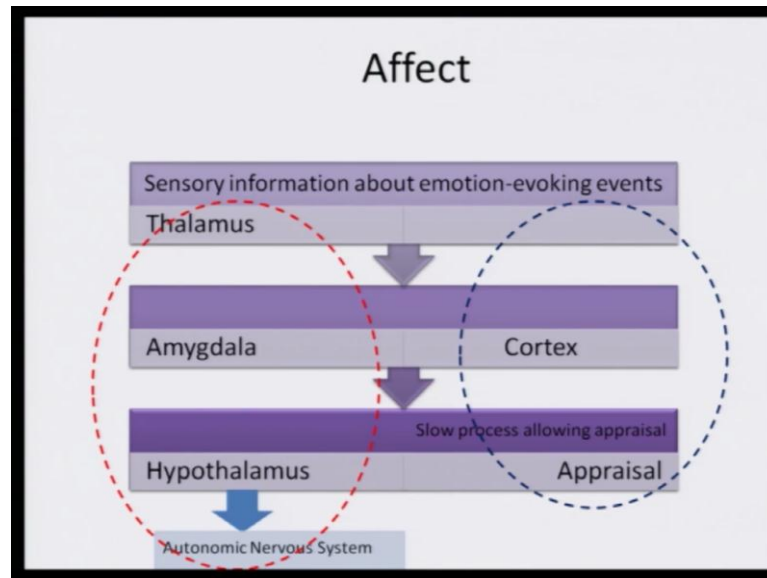 Affect
Sensory information about emotion-evoking events
Thalamus
Amygdala
Cortex
Slow process allowing appraisal
Hypothalamus
Appraisal
Autonomic Nervous System